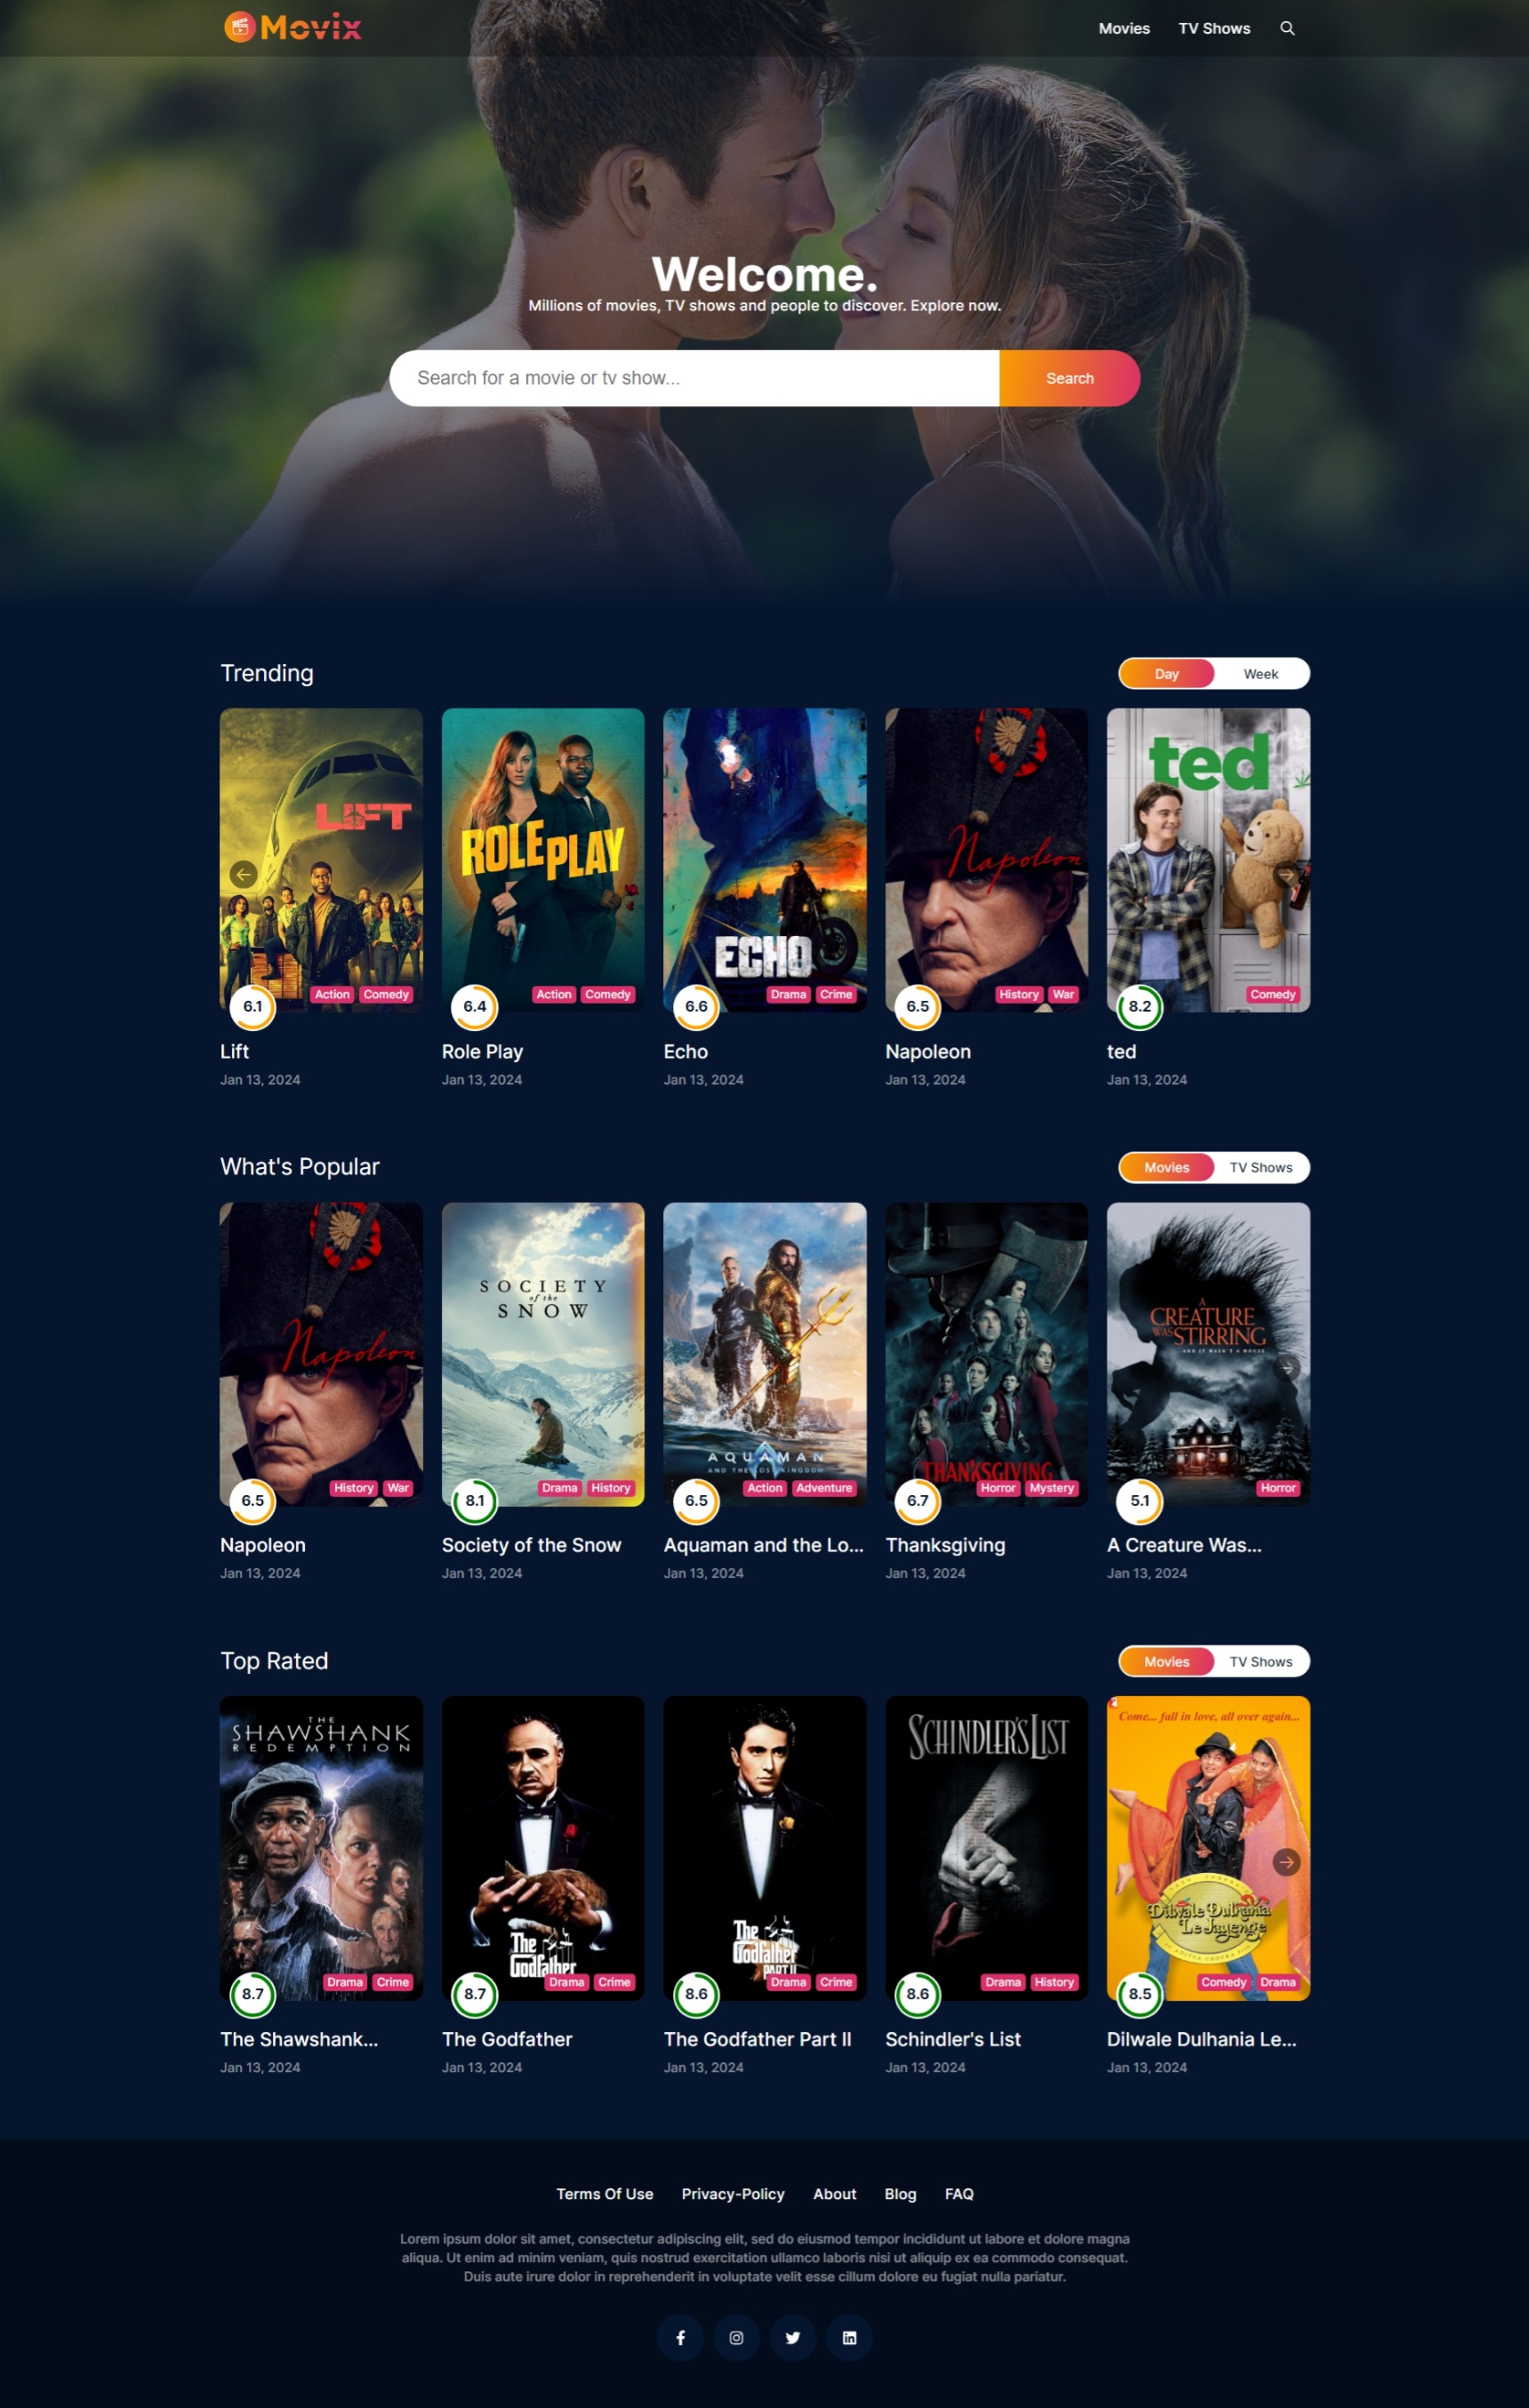 Movix
Movies TV Shows
Welcome.
Millions of movies, TV shows and people to discover. Explore now.
Search for a movie or tv show...
Search
Trending
Day Week
LIFT
ROLE PLAY
ECHO
Napoleon
ted
6.1 Action Comedy
6.4 Action Comedy
6.6 Drama Crime
6.5 History War
8.2 Comedy
Lift
Role Play
Echo
Napoleon
ted
Jan 13, 2024
Jan 13, 2024
Jan 13, 2024
Jan 13, 2024
Jan 13, 2024
What's Popular
Movies TV Shows
Napoleon
SOCIETY
of the
SNOW
AQUAMAN
AND THE LOST KINGDOM
THANKSGIVING
A
CREATURE
WAS STIRRING
AND IT WASN'T A MOUSE
6.5 History War
8.1 Drama History
6.5 Action Adventure
6.7 Horror Mystery
5.1 Horror
Napoleon
Society of the Snow
Aquaman and the Lo...
Thanksgiving
A Creature Was...
Jan 13, 2024
Jan 13, 2024
Jan 13, 2024
Jan 13, 2024
Jan 13, 2024
Top Rated
Movies TV Shows
THE
SHAWSHANK
REDEMPTION
The
Godfather
The
Godfather
PART II
SCHINDLER'S LIST
Come... fall in love, all over again...
Dilwale Dulhania
Le Jayenge
8.7 Drama Crime
8.7 Drama Crime
8.6 Drama Crime
8.6 Drama History
8.5 Comedy Drama
The Shawshank...
The Godfather
The Godfather Part II
Schindler's List
Dilwale Dulhania Le...
Jan 13, 2024
Jan 13, 2024
Jan 13, 2024
Jan 13, 2024
Jan 13, 2024
Terms Of Use Privacy-Policy About Blog FAQ
Lorem ipsum dolor sit amet, consectetur adipiscing elit, sed do eiusmod tempor incididunt ut labore et dolore magna
aliqua. Ut enim ad minim veniam, quis nostrud exercitation ullamco laboris nisi ut aliquip ex ea commodo consequat.
Duis aute irure dolor in reprehenderit in voluptate velit esse cillum dolore eu fugiat nulla pariatur.